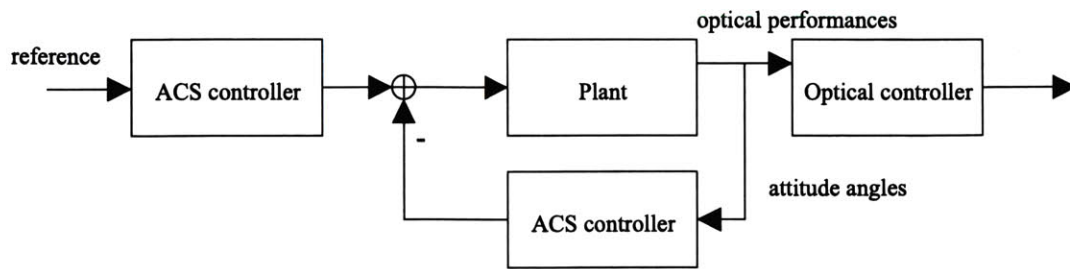 optical performances
reference
ACS controller
Plant
Optical controller
-
attitude angles
ACS controller